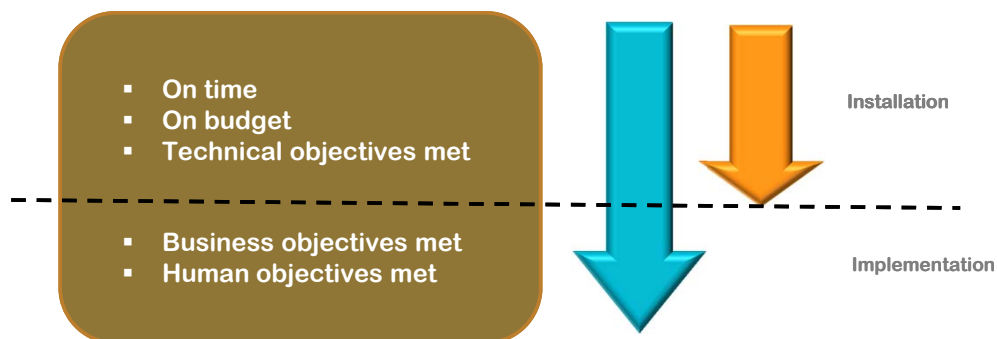 ▪ On time
▪ On budget
▪ Technical objectives met
Installation
▪ Business objectives met
▪ Human objectives met
Implementation